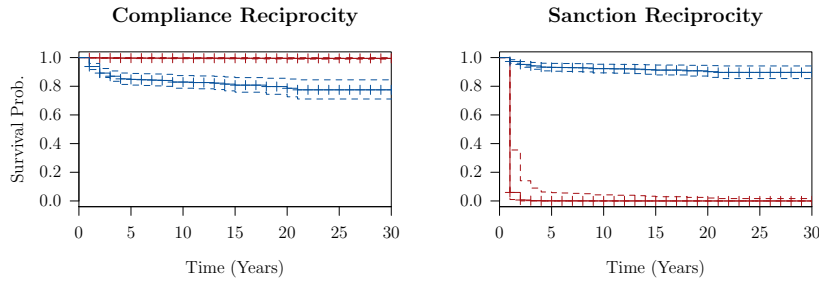 Compliance Reciprocity
Sanction Reciprocity
Survival Prob.
1.0
0.8
0.6
0.4
0.2
0.0
0 5 10 15 20 25 30
Time (Years)
1.0
0.8
0.6
0.4
0.2
0.0
0 5 10 15 20 25 30
Time (Years)